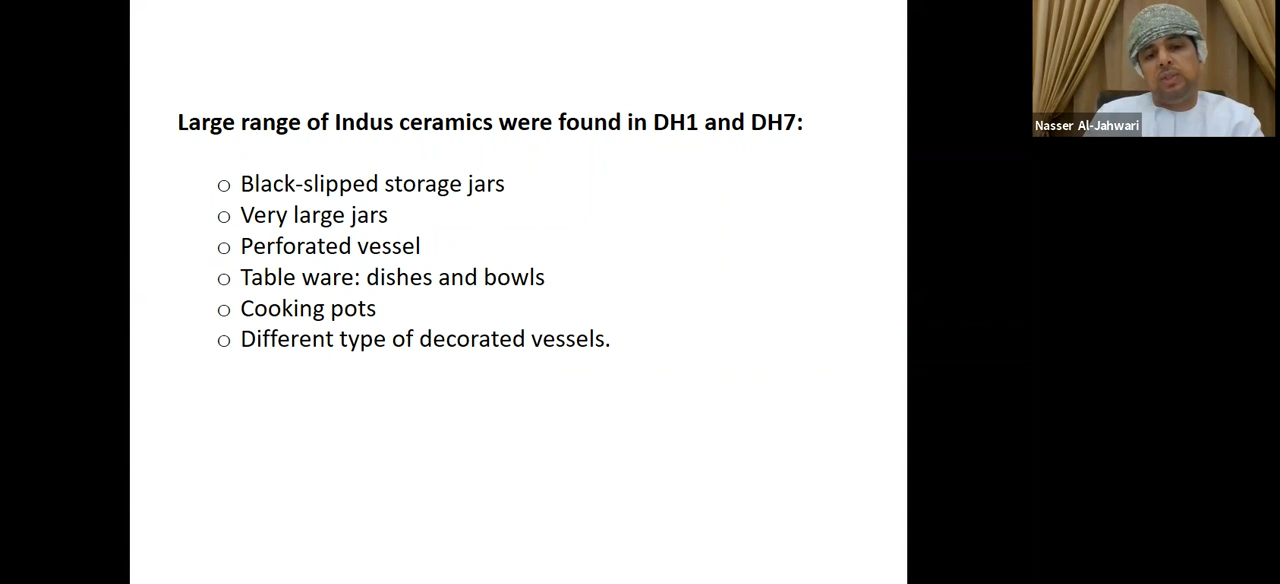 Large range of Indus ceramics were found in DH1 and DH7:
○ Black-slipped storage jars
○ Very large jars
○ Perforated vessel
○ Table ware: dishes and bowls
○ Cooking pots
○ Different type of decorated vessels.
Nasser Al-Jahwari